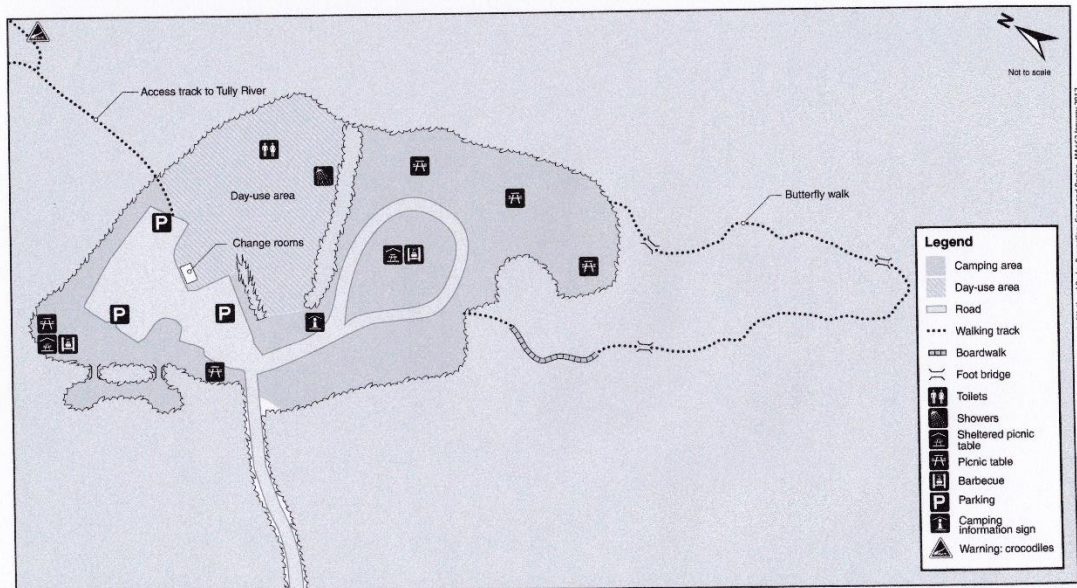 N
Not to scale
Access track to Tully River
Day-use area
Change rooms
Butterfly walk
P
P
P
Legend
Camping area
Day-use area
Road
Walking track
Boardwalk
Foot bridge
Toilets
Showers
Sheltered picnic
table
Picnic table
Barbecue
P
Parking
Camping
information sign
Warning: crocodiles